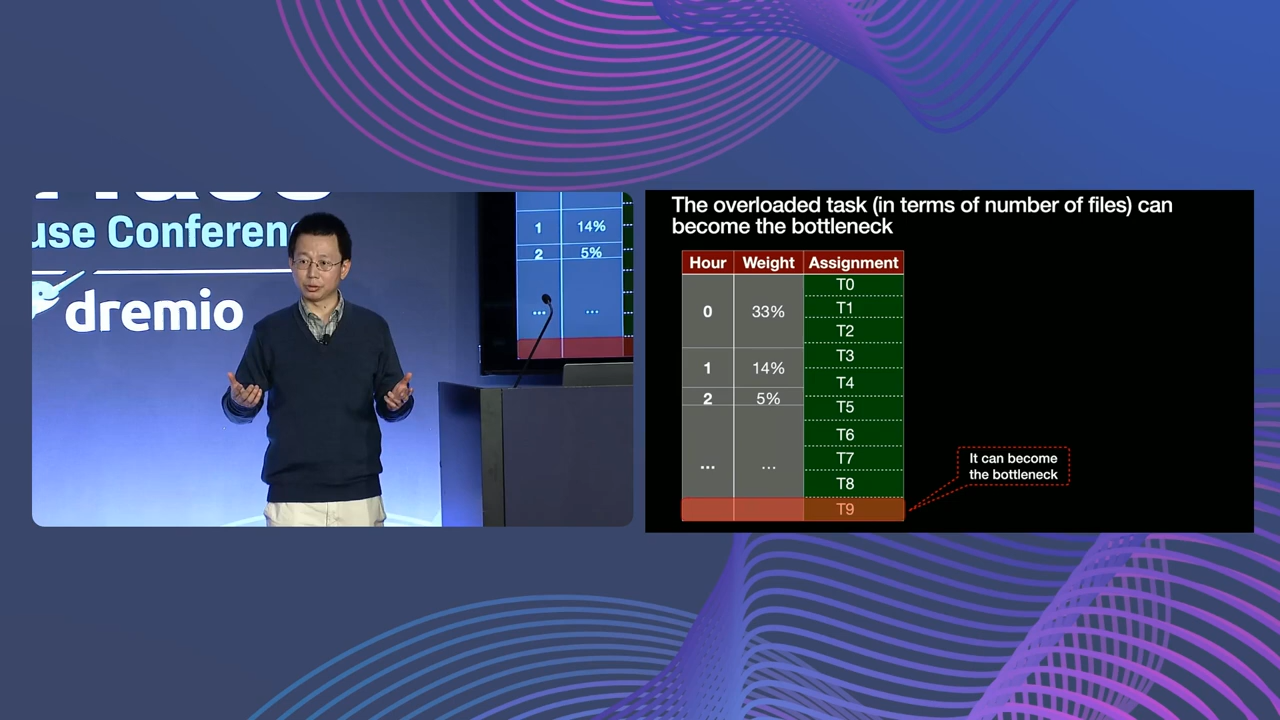 use Conferen
dremio
1 14%
2 5%
... ...
The overloaded task (in terms of number of files) can
become the bottleneck
Hour Weight Assignment
0 33% T0
T1
T2
1 14% T3
T4
2 5% T5
... ... T6
T7
T8
T9
It can become
the bottleneck